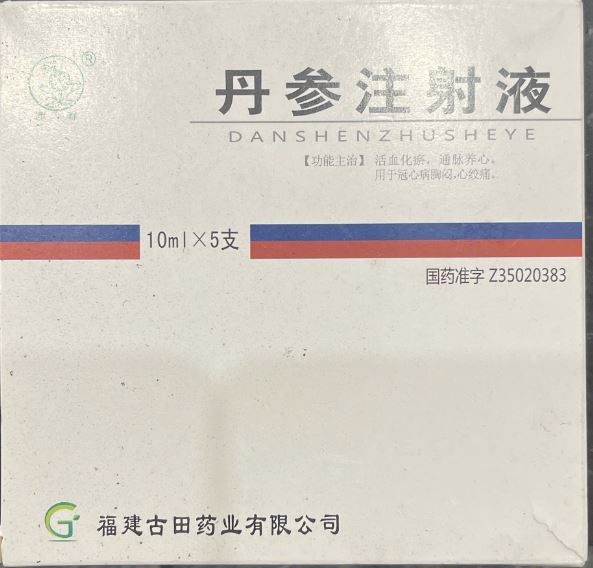 ®
丹参注射液
DANSHENZHUSHEYE
【功能主治】 活血化瘀，通脉养心。
用于冠心病胸闷,心绞痛。
10ml×5支
国药准字 Z35020383
福建古田药业有限公司